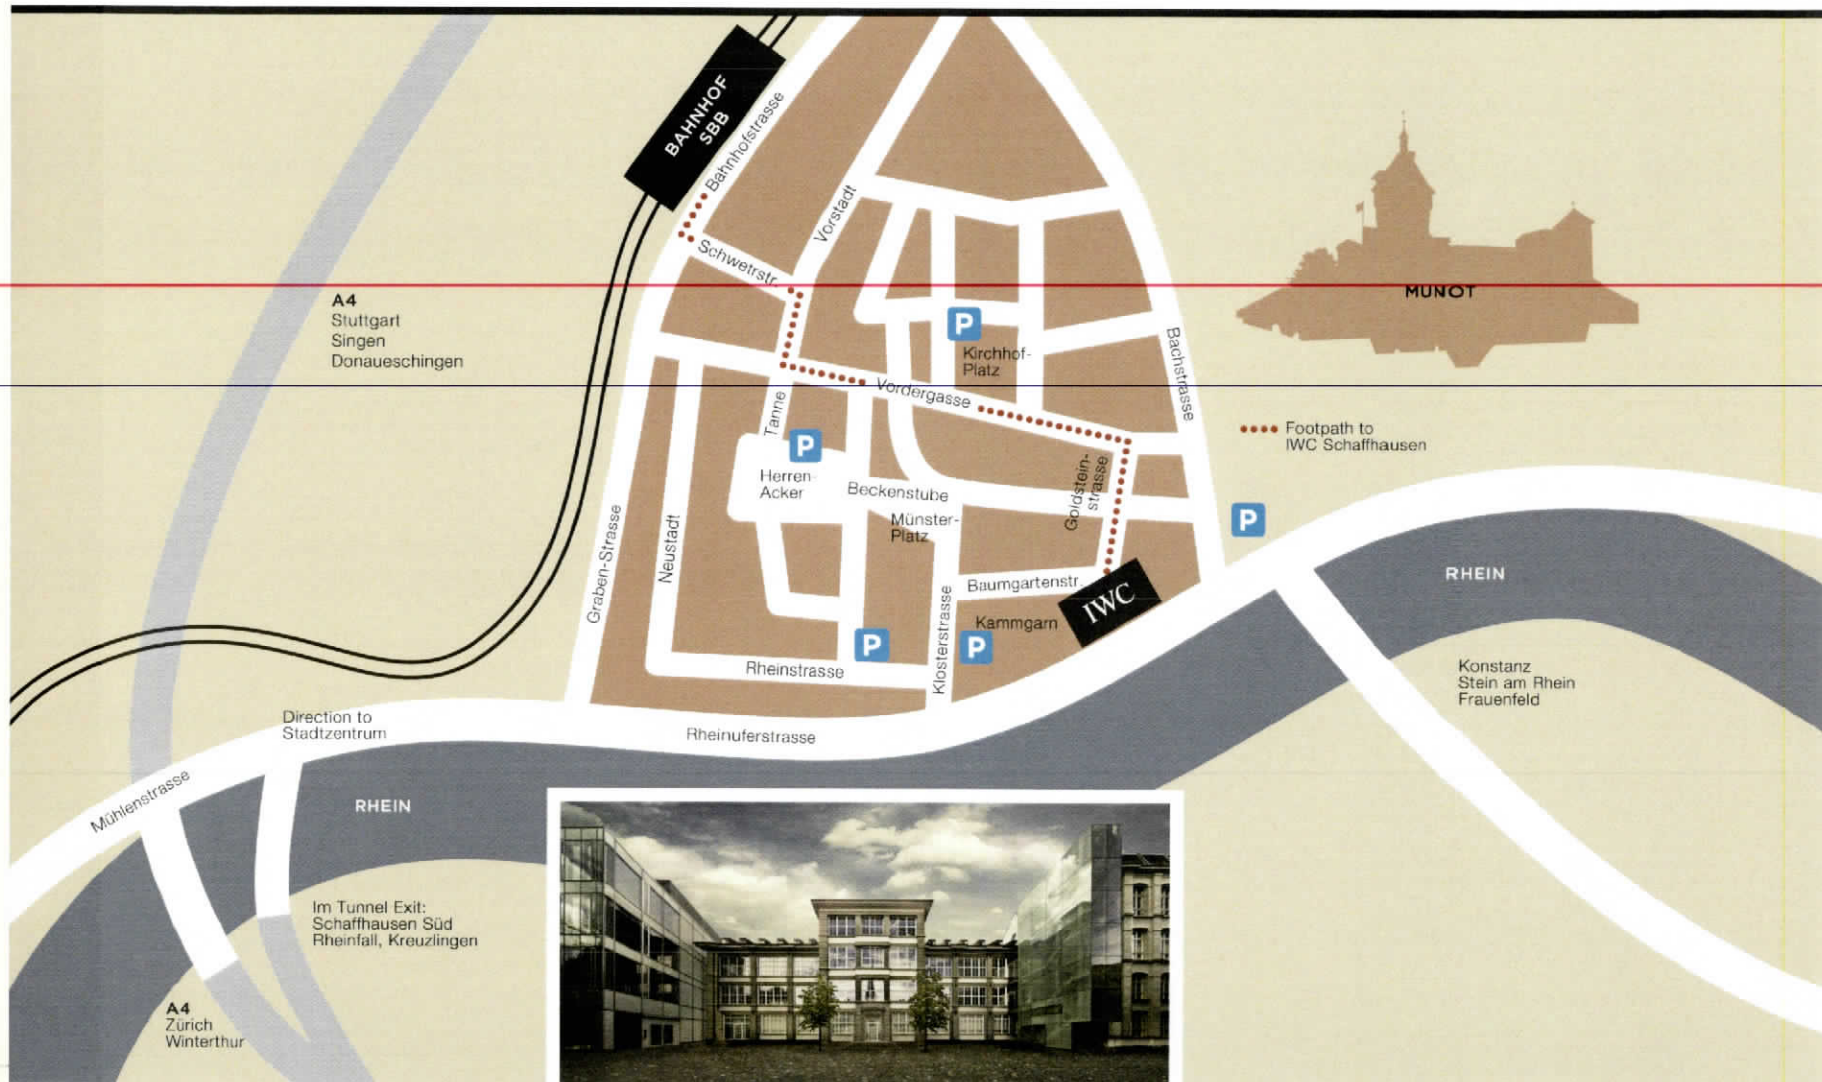 BAHNHOF
SBB
Bahnhofstrasse
Schwetrstr.
Vorstadt
A4
Stuttgart
Singen
Donaueschingen
MUNOT
P
Kirchhof-
Platz
Bachstrasse
Vordergasse
Tanne
P
Herren-
Acker
Footpath to
IWC Schaffhausen
Beckenstube
Münster-
Platz
Goldstein-
strasse
P
Graben-Strasse
Neustadt
RHEIN
Baumgartenstr.
IWC
Kammgarn
P
P
Klosterstrasse
Rheinstrasse
Konstanz
Stein am Rhein
Frauenfeld
Direction to
Stadtzentrum
Rheinuferstrasse
Mühlenstrasse
RHEIN
Im Tunnel Exit:
Schaffhausen Süd
Rheinfall, Kreuzlingen
A4
Zürich
Winterthur